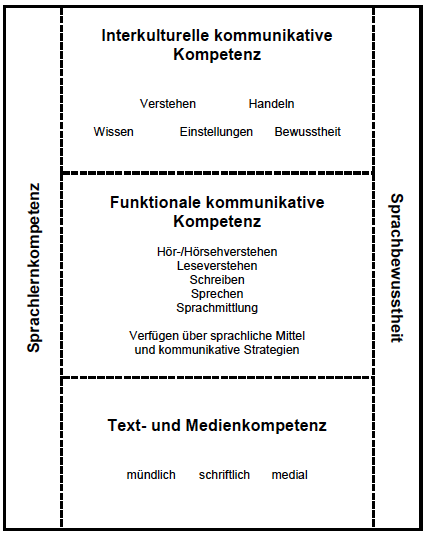 Sprachlernkompetenz
Interkulturelle kommunikative
Kompetenz
Verstehen Handeln
Wissen Einstellungen Bewusstheit
Funktionale kommunikative
Kompetenz
Hör-/Hörsehverstehen
Leseverstehen
Schreiben
Sprechen
Sprachmittlung
Verfügen über sprachliche Mittel
und kommunikative Strategien
Text- und Medienkompetenz
mündlich schriftlich medial
Sprachbewusstheit